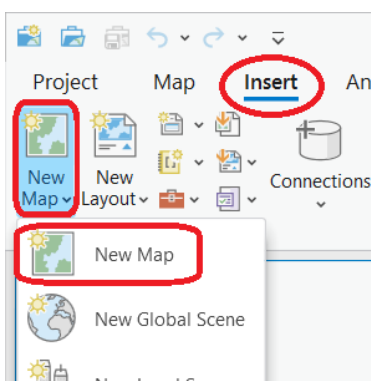 Project Map Insert An
New Map
New Layout
Connections
New Map
New Global Scene